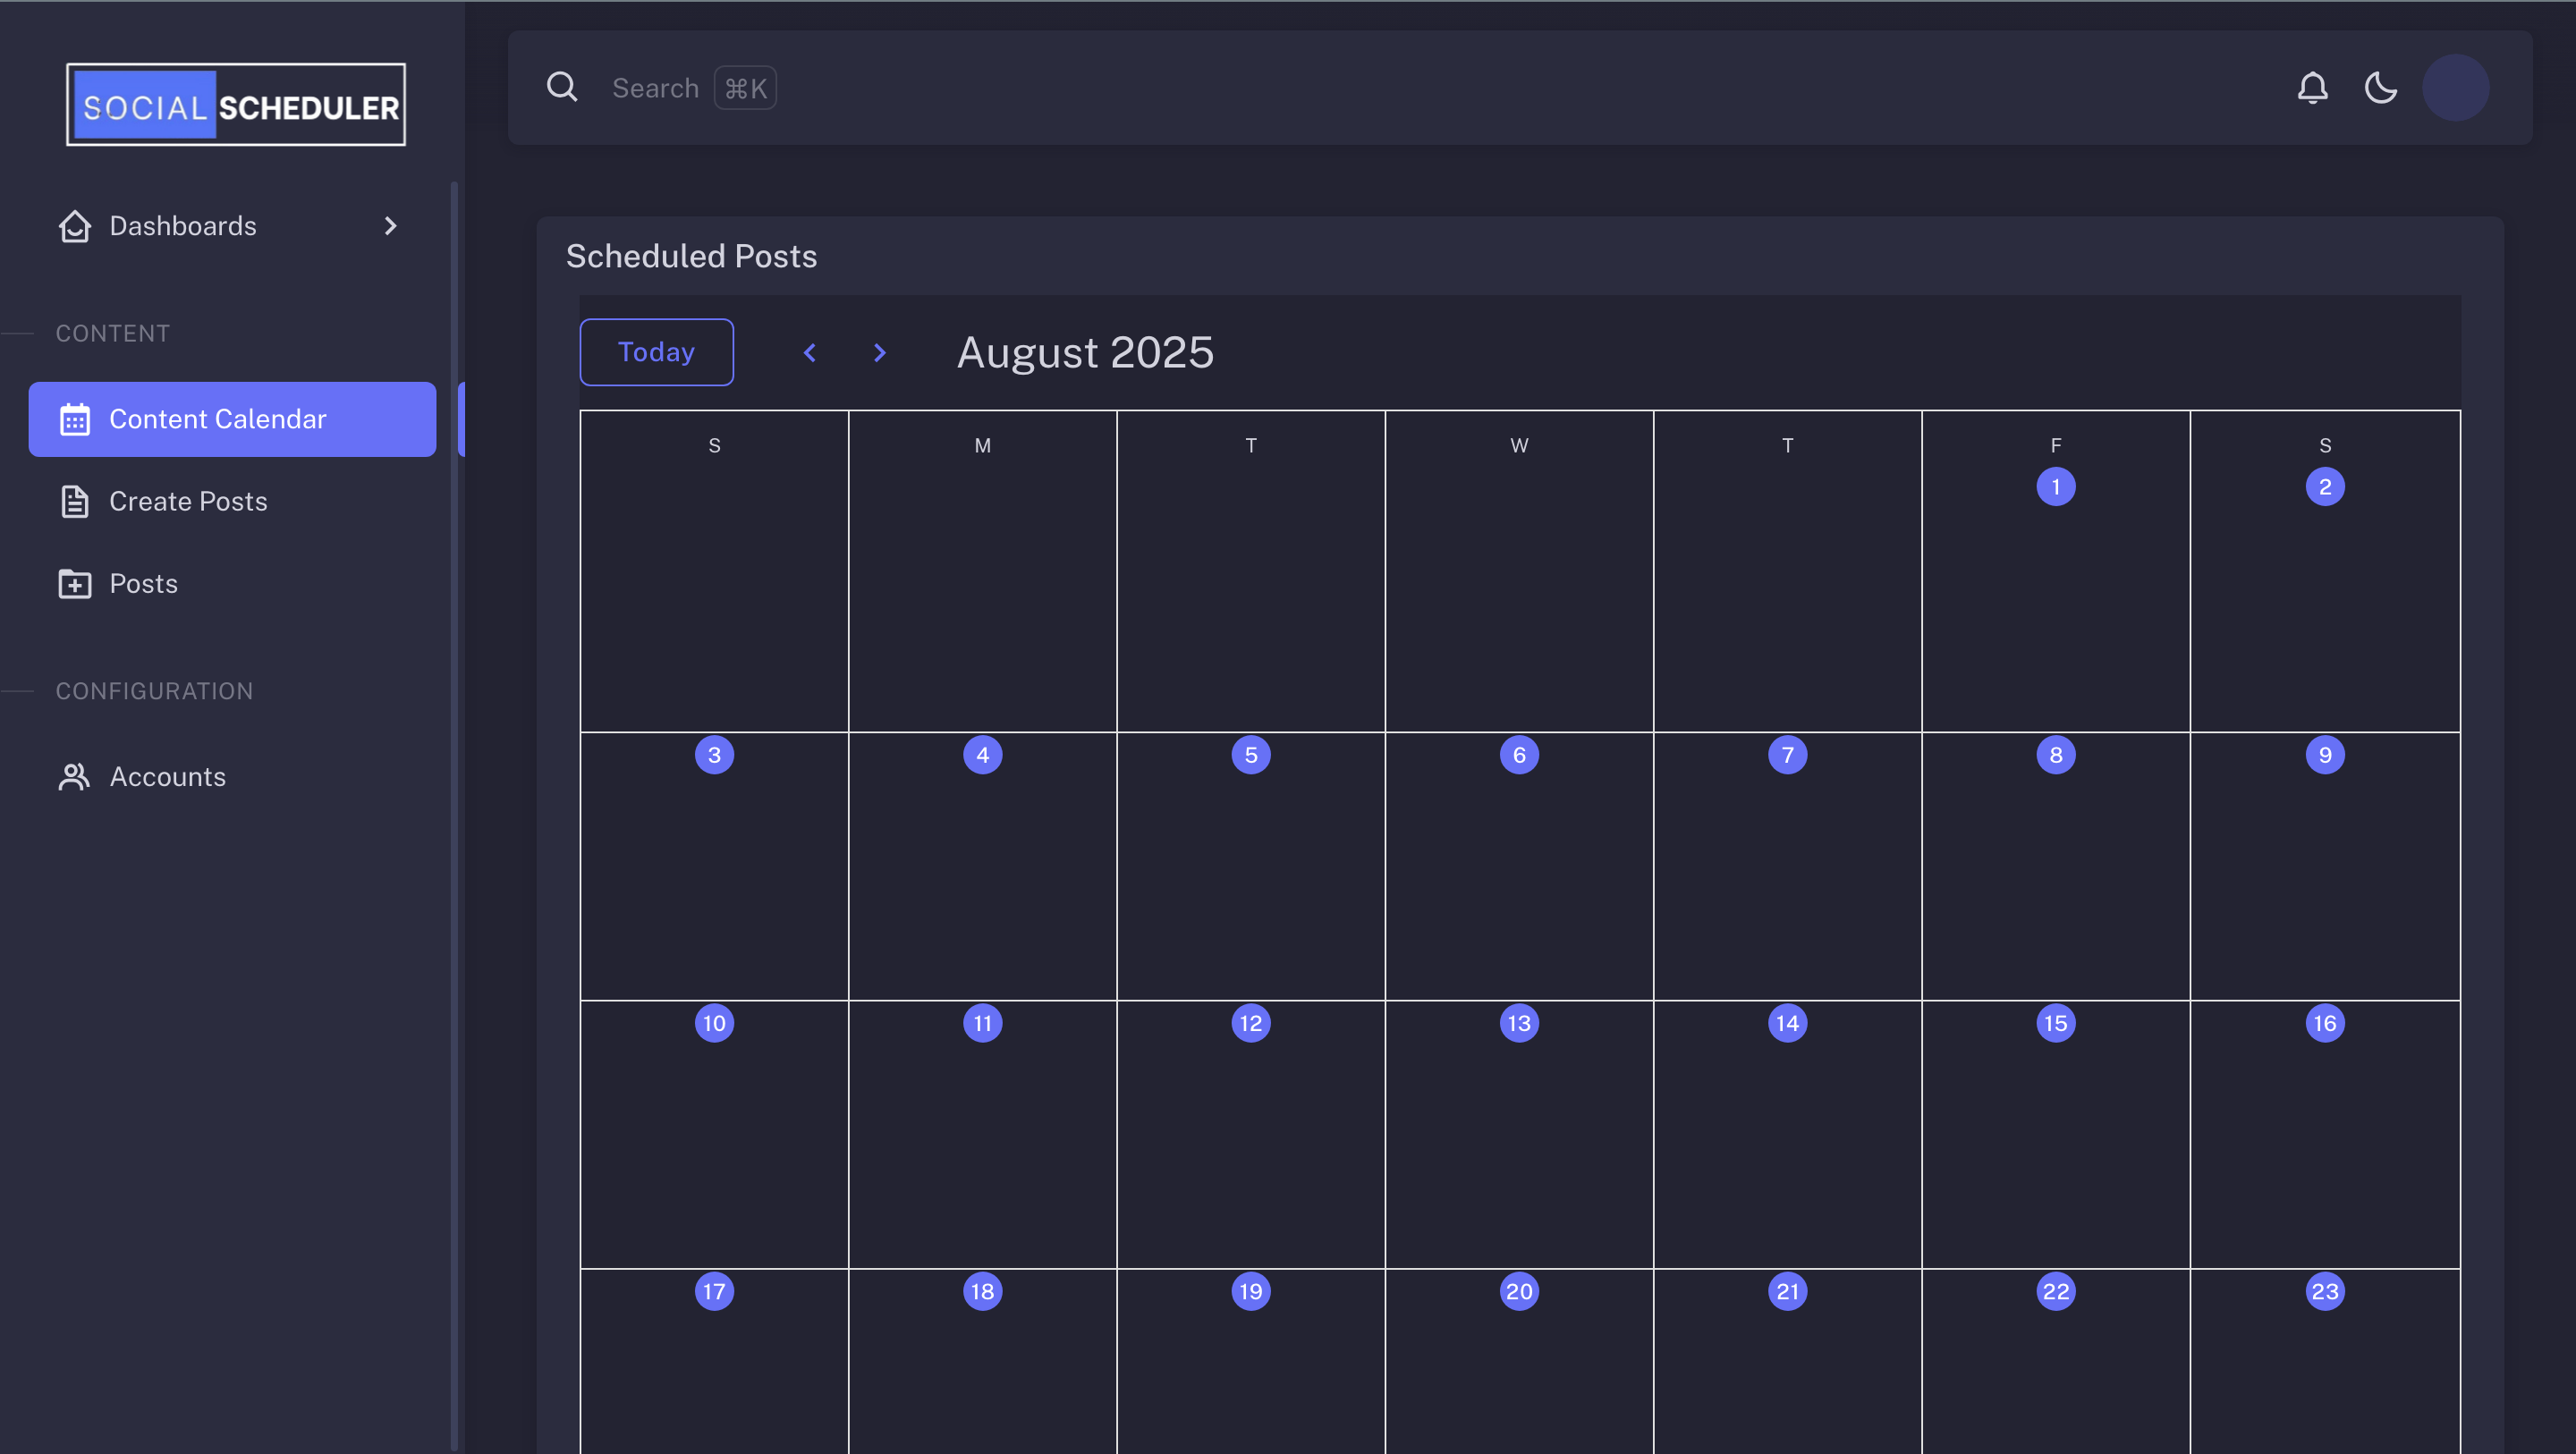 SOCIAL SCHEDULER
Dashboards
CONTENT
Content Calendar
Create Posts
Posts
CONFIGURATION
Accounts
Search ⌘K
Scheduled Posts
Today
August 2025
S M T W T F S
1 2
3 4 5 6 7 8 9
10 11 12 13 14 15 16
17 18 19 20 21 22 23